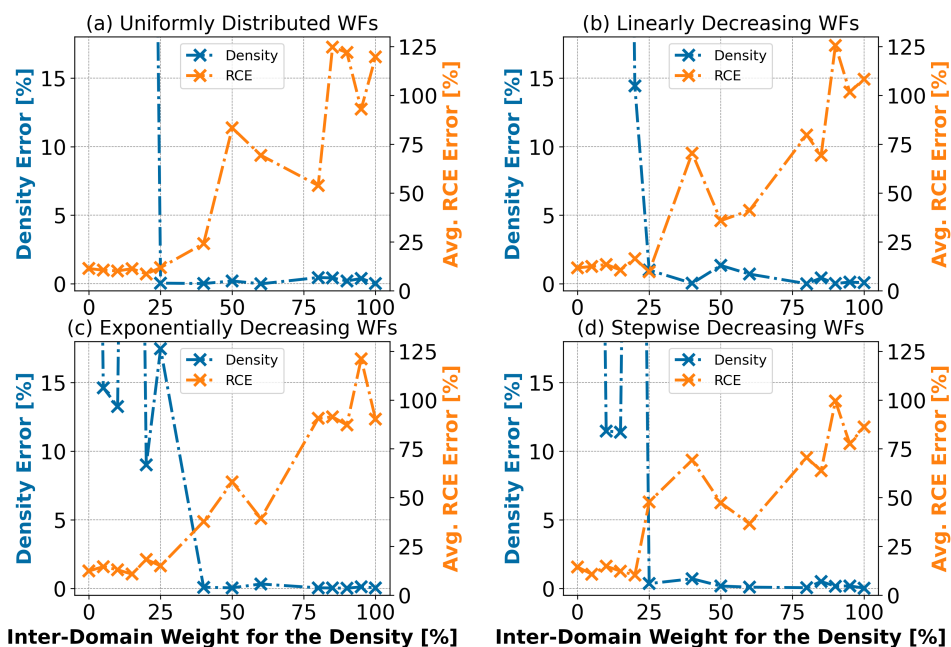 (a) Uniformly Distributed WFs
Density Error [%]
15
10
5
0
Density
RCE
125
100
75
50
25
0
Avg. RCE Error [%]
0 25 50 75 100
(b) Linearly Decreasing WFs
Density Error [%]
15
10
5
0
Density
RCE
125
100
75
50
25
0
Avg. RCE Error [%]
0 25 50 75 100
(c) Exponentially Decreasing WFs
Density Error [%]
15
10
5
0
Density
RCE
125
100
75
50
25
0
Avg. RCE Error [%]
0 25 50 75 100
Inter-Domain Weight for the Density [%]
(d) Stepwise Decreasing WFs
Density Error [%]
15
10
5
0
Density
RCE
125
100
75
50
25
0
Avg. RCE Error [%]
0 25 50 75 100
Inter-Domain Weight for the Density [%]